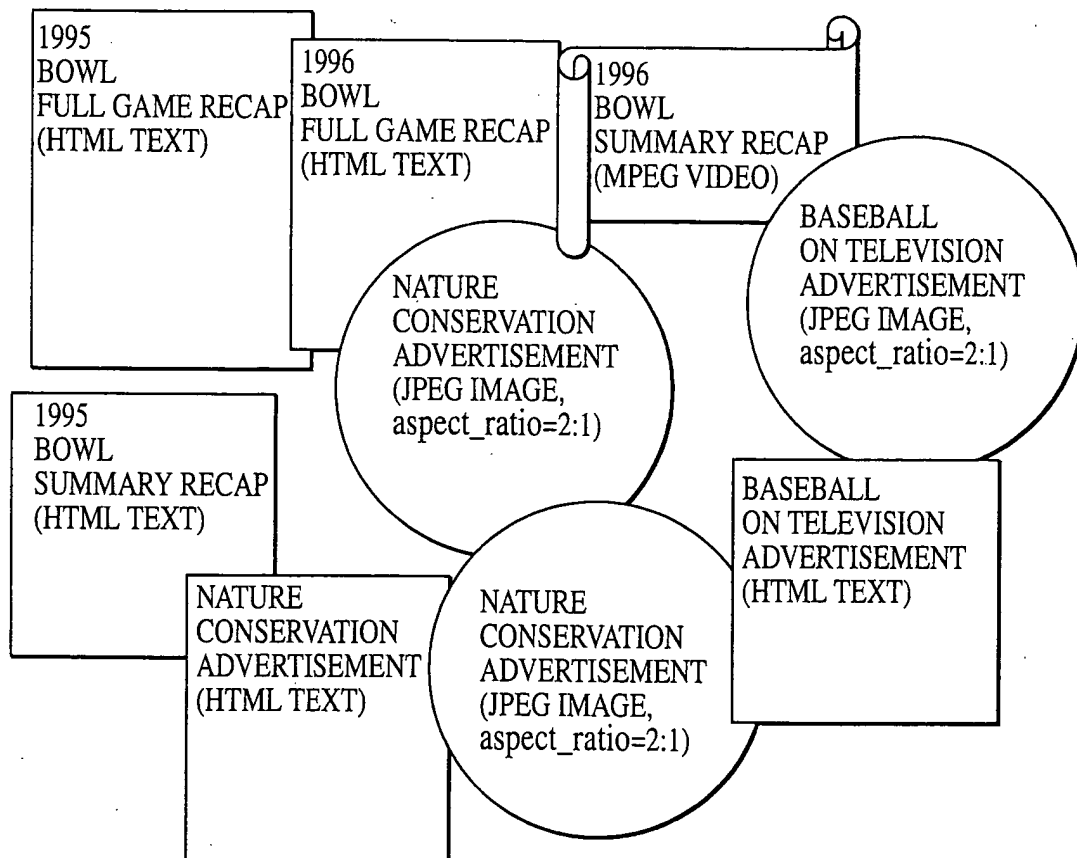 1995
BOWL
FULL GAME RECAP
(HTML TEXT)
1996
BOWL
FULL GAME RECAP
(HTML TEXT)
1996
BOWL
SUMMARY RECAP
(MPEG VIDEO)
BASEBALL
ON TELEVISION
ADVERTISEMENT
(JPEG IMAGE,
aspect_ratio=2:1)
NATURE
CONSERVATION
ADVERTISEMENT
(JPEG IMAGE,
aspect_ratio=2:1)
1995
BOWL
SUMMARY RECAP
(HTML TEXT)
BASEBALL
ON TELEVISION
ADVERTISEMENT
(HTML TEXT)
NATURE
CONSERVATION
ADVERTISEMENT
(HTML TEXT)
NATURE
CONSERVATION
ADVERTISEMENT
(JPEG IMAGE,
aspect_ratio=2:1)